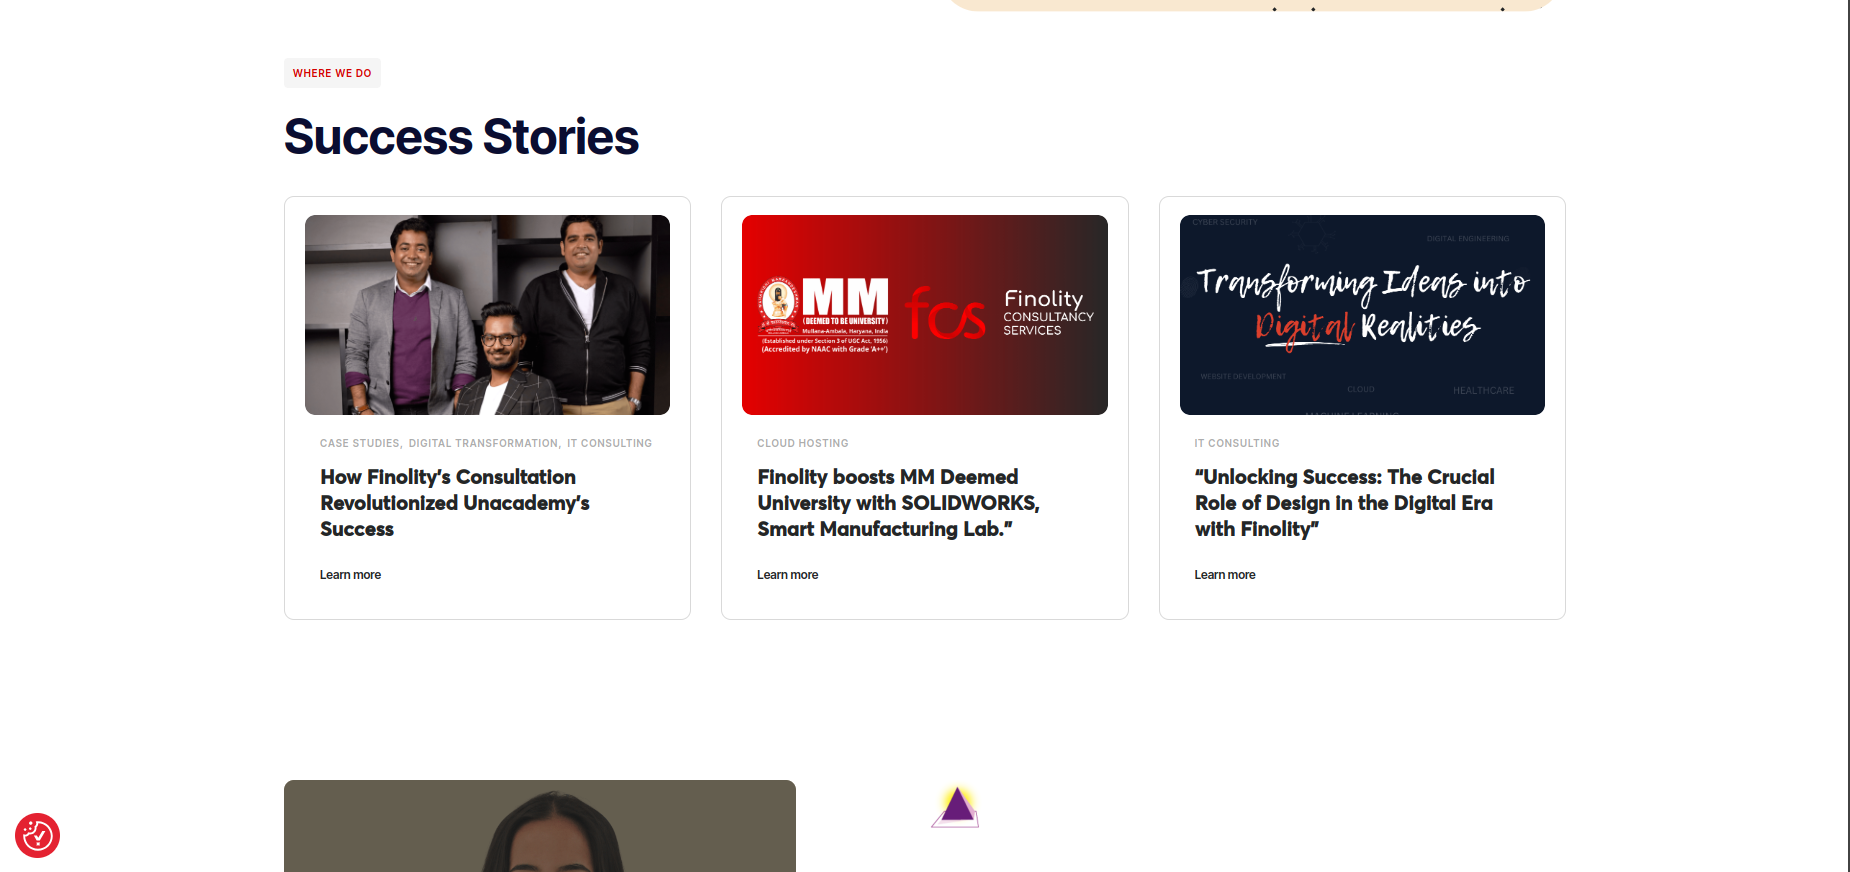 WHERE WE DO
Success Stories
MM
(DEEMED TO BE UNIVERSITY)
Mullana-Ambala, Haryana, India
(Established under Section 3 of UGC Act, 1956)
(Accredited by NAAC with Grade 'A++')
fcs
Finolity
CONSULTANCY
SERVICES
CYBER SECURITY
DIGITAL ENGINEERING
Transforming Ideas into
Digital Realities
WEBSITE DEVELOPMENT
CLOUD
HEALTHCARE
MACHINE LEARNING
CASE STUDIES, DIGITAL TRANSFORMATION, IT CONSULTING
How Finolity’s Consultation
Revolutionized Unacademy’s
Success
Learn more
CLOUD HOSTING
Finolity boosts MM Deemed
University with SOLIDWORKS,
Smart Manufacturing Lab.”
Learn more
IT CONSULTING
“Unlocking Success: The Crucial
Role of Design in the Digital Era
with Finolity”
Learn more